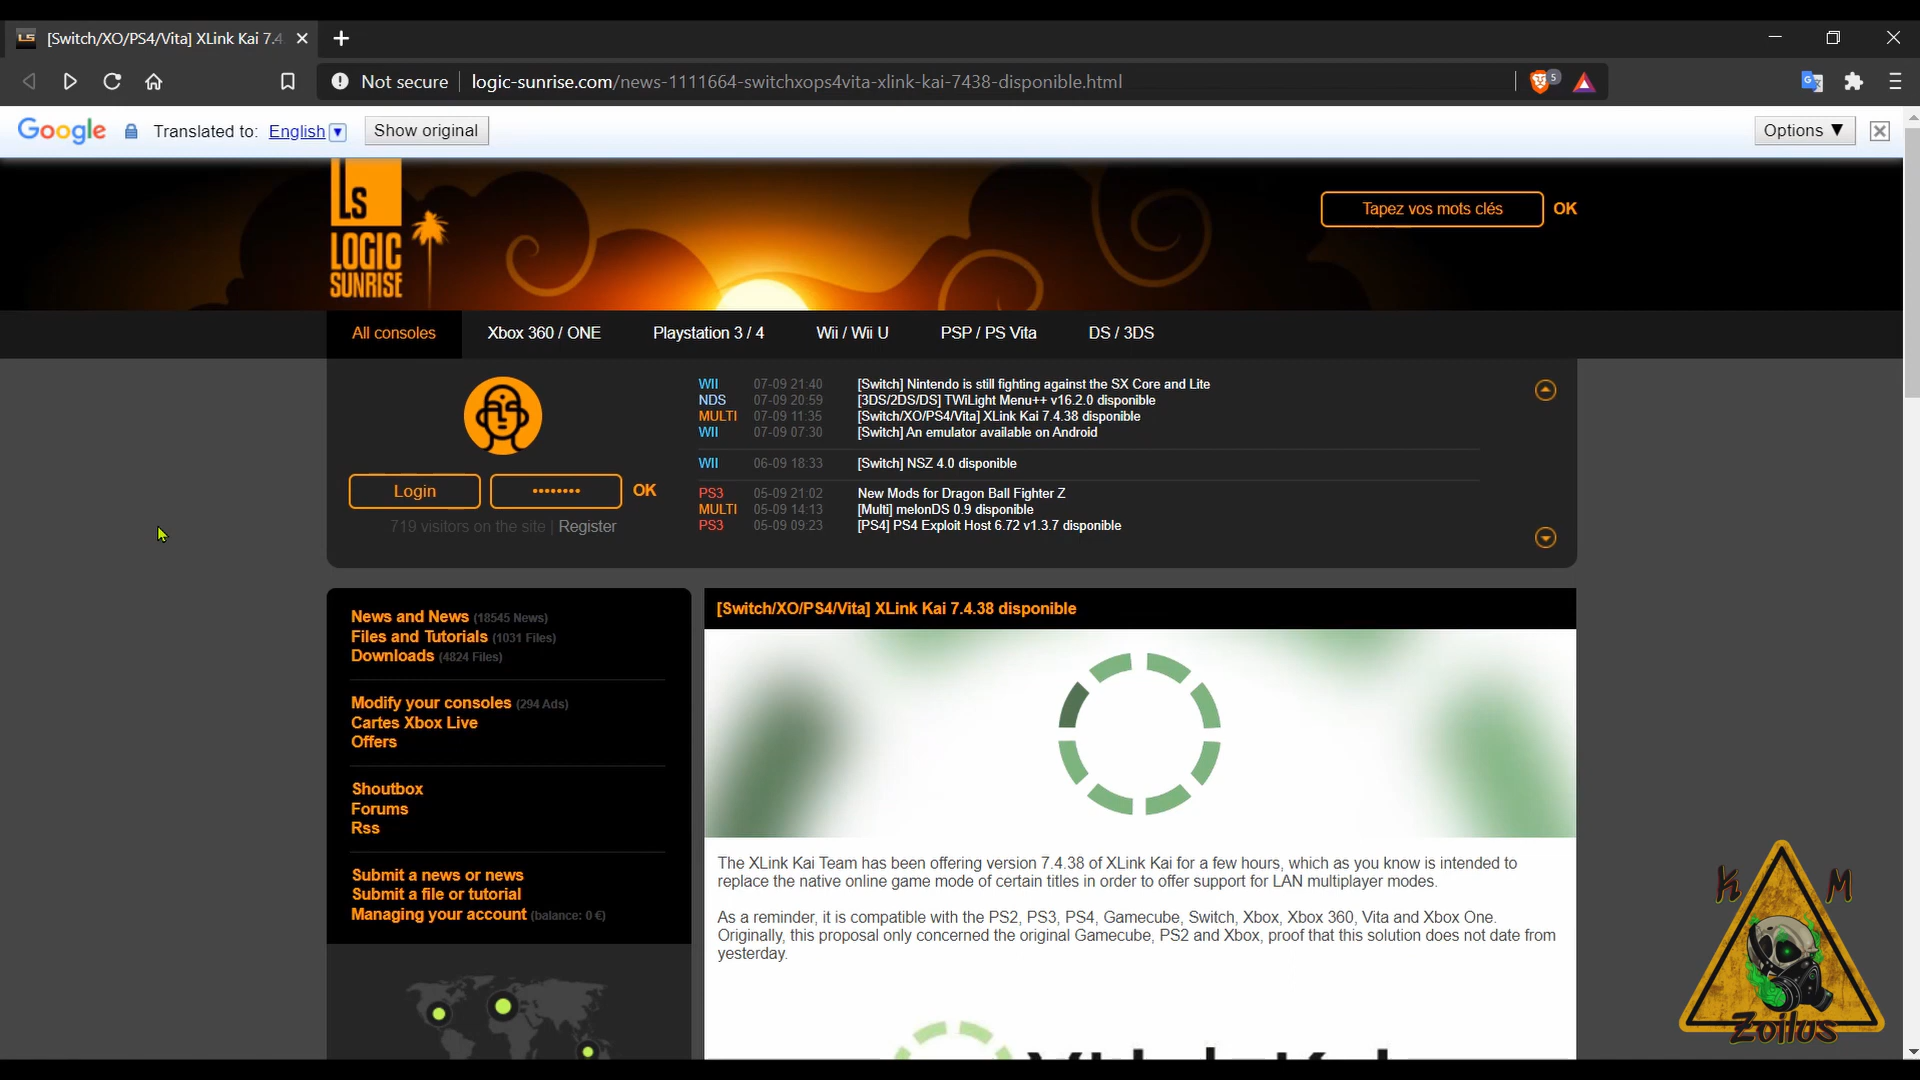 LS [Switch/XO/PS4/Vita] XLink Kai 7.4
Not secure logic-sunrise.com/news-1111664-switchxops4vita-xlink-kai-7438-disponible.html 5
Google Translated to: English Show original Options ▼
Ls
LOGIC
SUNRISE
Tapez vos mots clés OK
All consoles Xbox 360 / ONE Playstation 3 / 4 Wii / Wii U PSP / PS Vita DS / 3DS
WII 07-09 21:40 [Switch] Nintendo is still fighting against the SX Core and Lite
NDS 07-09 20:59 [3DS/2DS/DS] TWiLight Menu++ v16.2.0 disponible
MULTI 07-09 11:35 [Switch/XO/PS4/Vita] XLink Kai 7.4.38 disponible
WII 07-09 07:30 [Switch] An emulator available on Android
WII 06-09 18:33 [Switch] NSZ 4.0 disponible
PS3 05-09 21:02 New Mods for Dragon Ball Fighter Z
MULTI 05-09 14:13 [Multi] melonDS 0.9 disponible
PS3 05-09 09:23 [PS4] PS4 Exploit Host 6.72 v1.3.7 disponible
Login •••••••• OK
719 visitors on the site | Register
News and News (18545 News)
Files and Tutorials (1031 Files)
Downloads (4824 Files)
Modify your consoles (294 Ads)
Cartes Xbox Live
Offers
Shoutbox
Forums
Rss
Submit a news or news
Submit a file or tutorial
Managing your account (balance: 0 €)
[Switch/XO/PS4/Vita] XLink Kai 7.4.38 disponible
The XLink Kai Team has been offering version 7.4.38 of XLink Kai for a few hours, which as you know is intended to
replace the native online game mode of certain titles in order to offer support for LAN multiplayer modes.
As a reminder, it is compatible with the PS2, PS3, PS4, Gamecube, Switch, Xbox, Xbox 360, Vita and Xbox One.
Originally, this proposal only concerned the original Gamecube, PS2 and Xbox, proof that this solution does not date from
yesterday.
K M
Zoilus